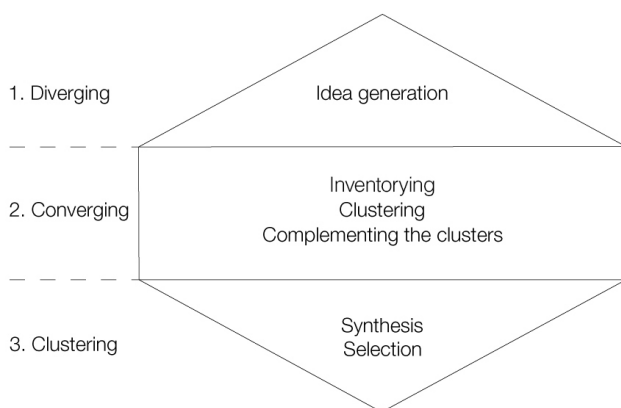 1. Diverging
Idea generation
2. Converging
Inventorying
Clustering
Complementing the clusters
3. Clustering
Synthesis
Selection